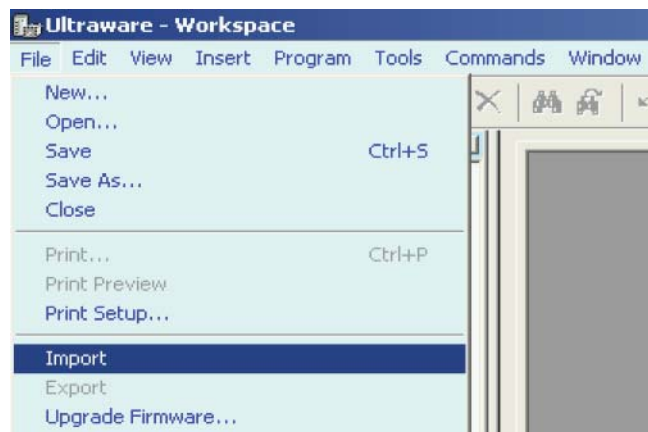 Ultraware - Workspace
File Edit View Insert Program Tools Commands Window
New...
Open...
Save Ctrl+S
Save As...
Close
Print... Ctrl+P
Print Preview
Print Setup...
Import
Export
Upgrade Firmware...